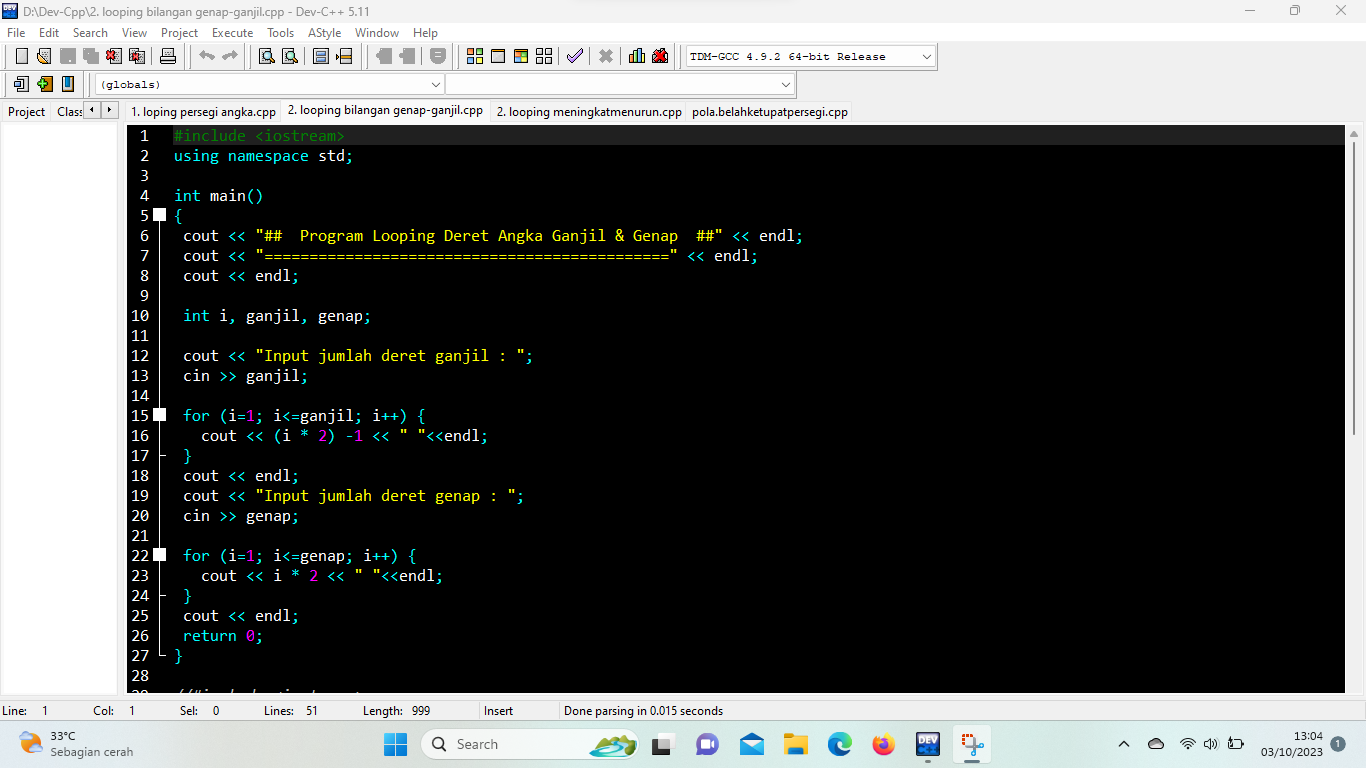 D:\Dev-Cpp\2. looping bilangan genap-ganjil.cpp - Dev-C++ 5.11
File Edit Search View Project Execute Tools AStyle Window Help
TDM-GCC 4.9.2 64-bit Release
(globals)
Project Clas
1. loping persegi angka.cpp 2. looping bilangan genap-ganjil.cpp 2. looping meningkatmenurun.cpp pola.belahketupatpersegi.cpp
1 #include <iostream>
2 using namespace std;
3
4 int main()
5 {
6 cout << "##  Program Looping Deret Angka Ganjil & Genap  ##" << endl;
7 cout << "=============================================" << endl;
8 cout << endl;
9
10 int i, ganjil, genap;
11
12 cout << "Input jumlah deret ganjil : ";
13 cin >> ganjil;
14
15 for (i=1; i<=ganjil; i++) {
16 cout << (i * 2) -1 << " "<<endl;
17 }
18 cout << endl;
19 cout << "Input jumlah deret genap : ";
20 cin >> genap;
21
22 for (i=1; i<=genap; i++) {
23 cout << i * 2 << " "<<endl;
24 }
25 cout << endl;
26 return 0;
27 }
28
Line: 1 Col: 1 Sel: 0 Lines: 51 Length: 999 Insert Done parsing in 0.015 seconds
33°C
Sebagian cerah
Search
DEV
13:04
03/10/2023
1